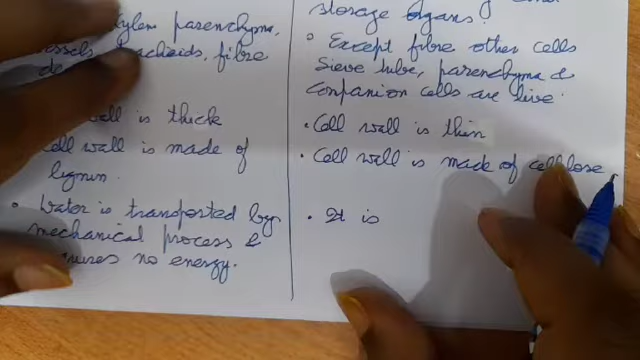 xylem parenchyma,
vessels, tracheids, fibre
wall is thick
cell wall is made of
lignin.
• Water is transported by
mechanical process &
no energy.
storage organs.
• Except fibre other cells
Sieve tube, parenchyma &
companion cells are live.
• Cell wall is thin
• Cell wall is made of cellulose
• It is